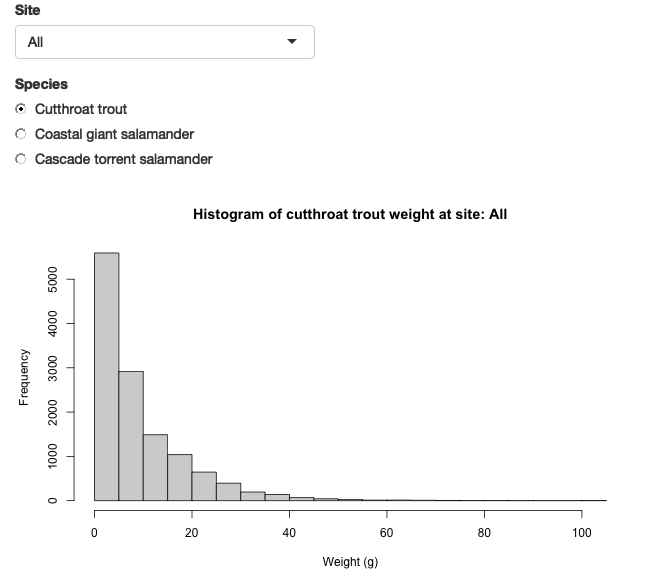 Site
All
Species
Cutthroat trout
Coastal giant salamander
Cascade torrent salamander
Histogram of cutthroat trout weight at site: All
Frequency
5000
4000
3000
2000
1000
0
0 20 40 60 80 100
Weight (g)